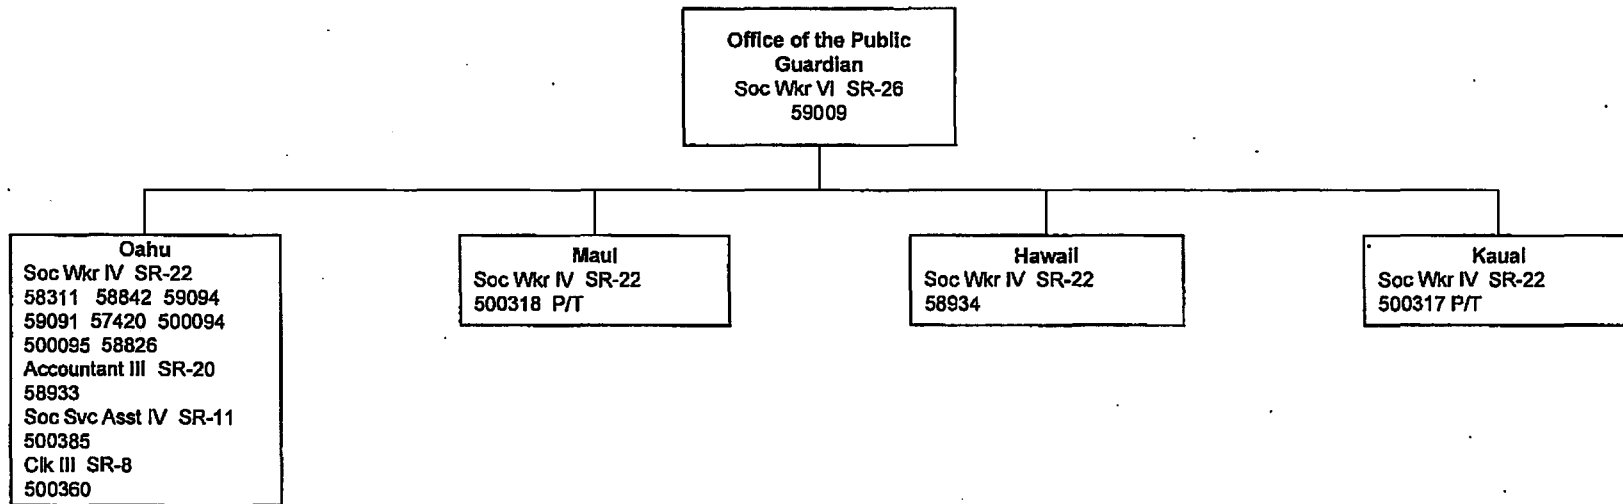 Office of the Public
Guardian
Soc Wkr VI SR-26
59009
Oahu
Soc Wkr IV SR-22
58311 58842 59094
59091 57420 500094
500095 58826
Accountant III SR-20
58933
Soc Svc Asst IV SR-11
500385
Clk III SR-8
500360
Maui
Soc Wkr IV SR-22
500318 P/T
Hawaii
Soc Wkr IV SR-22
58934
Kauai
Soc Wkr IV SR-22
500317 P/T